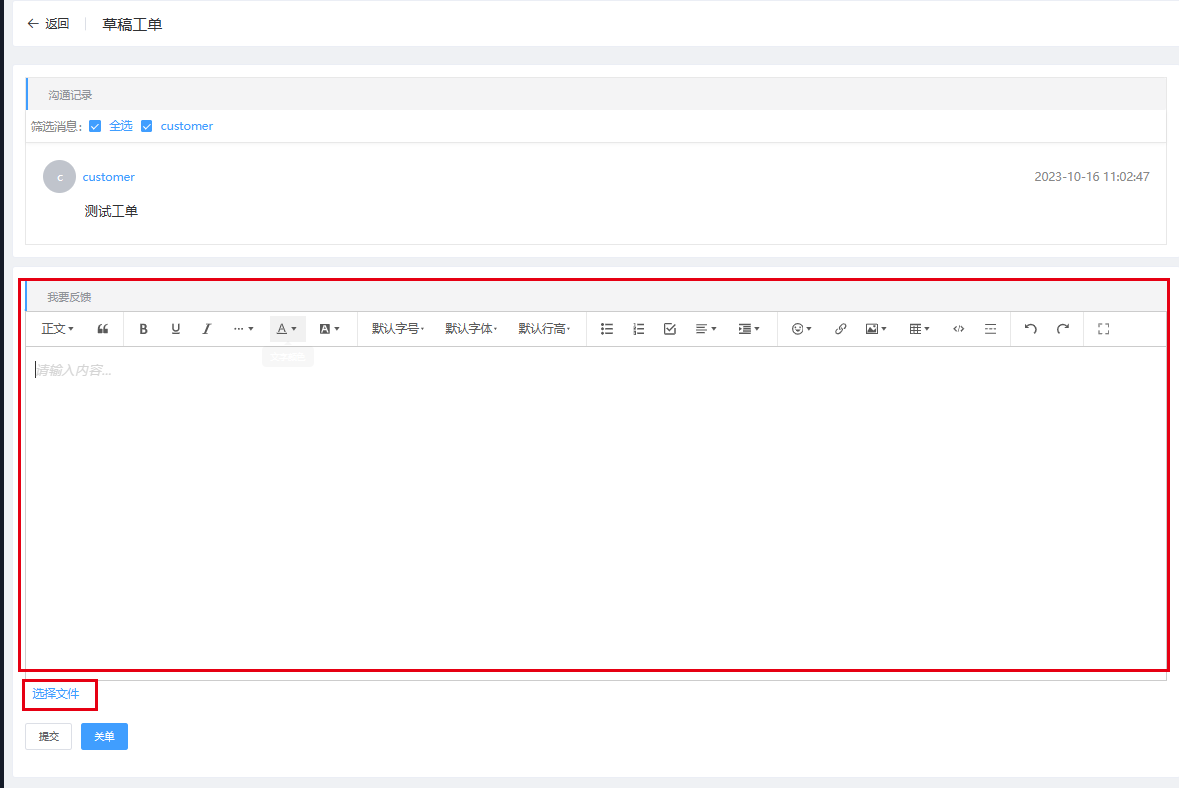 返回 草稿工单
沟通记录
筛选消息: 全选 customer
c customer 2023-10-16 11:02:47
测试工单
我要反馈
正文 B U I A A 默认字号 默认字体 默认行高
请输入内容...
选择文件
提交 关单